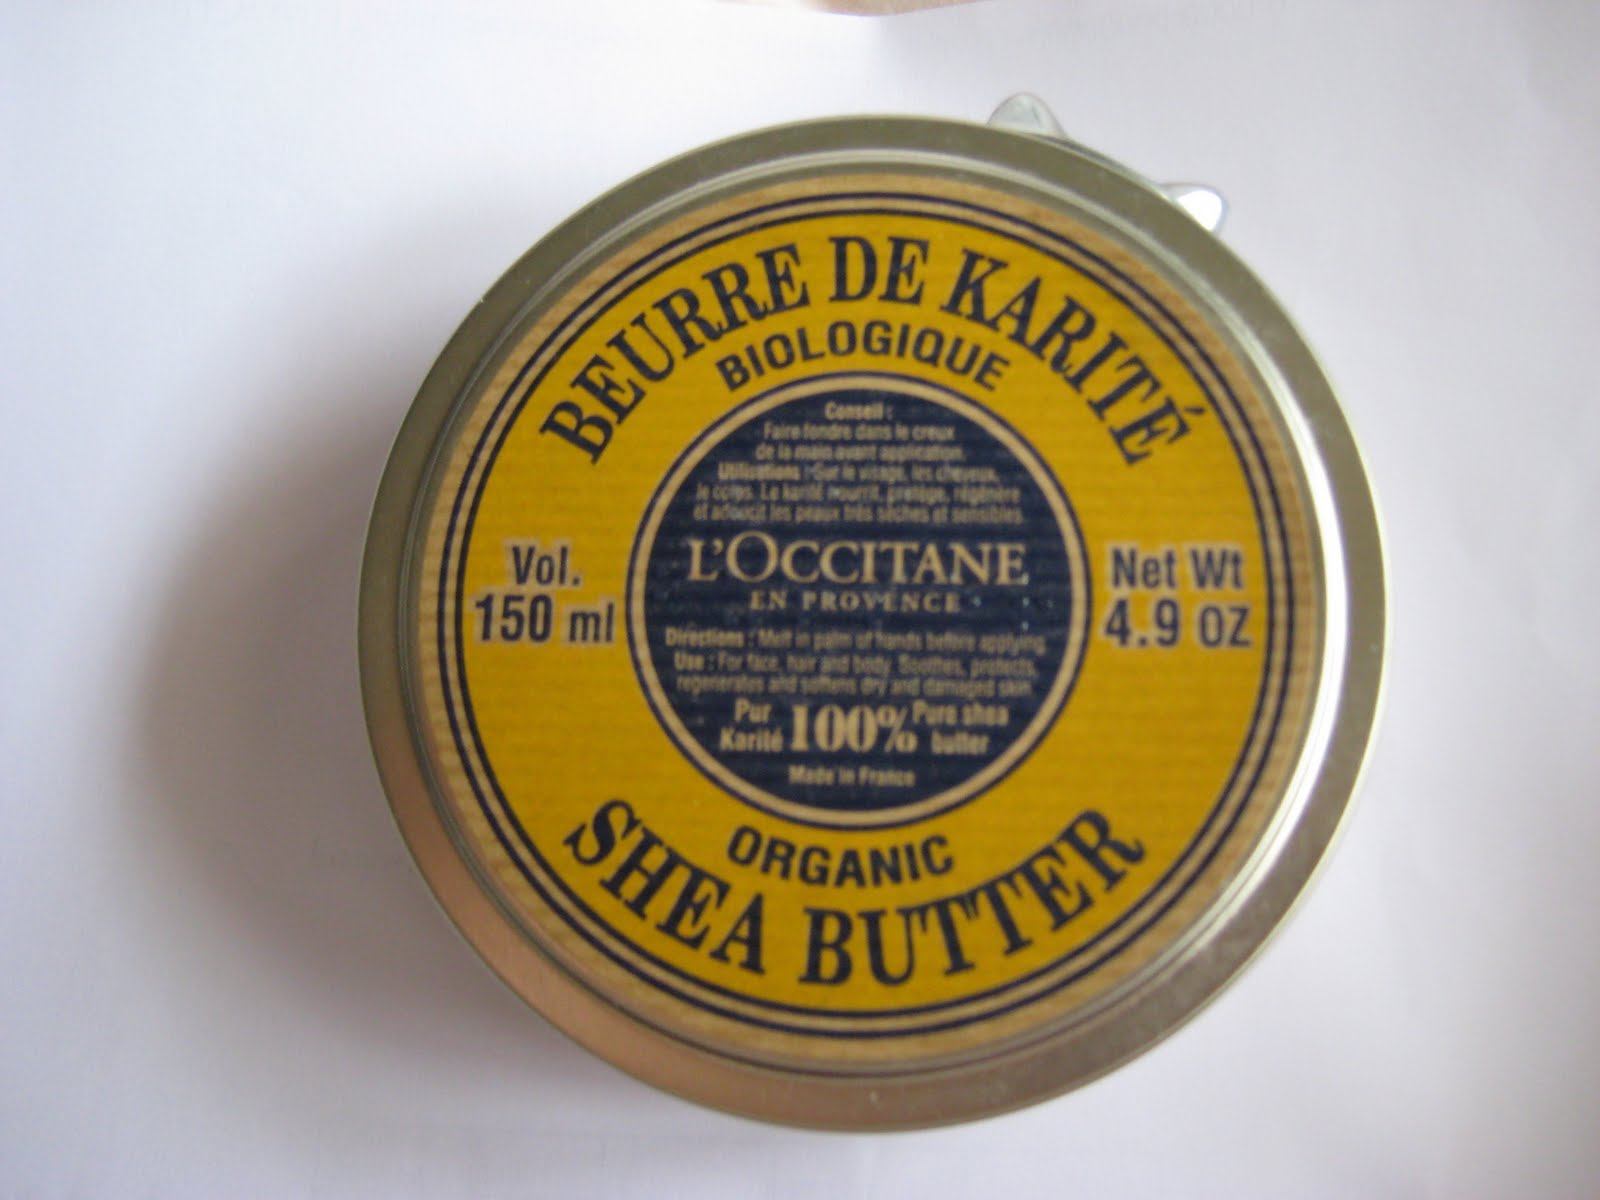 BEURRE DE KARITÉ
BIOLOGIQUE
Conseil :
Faire fondre dans le creux
de la main avant application.
Utilisations : Sur le visage, les cheveux,
le corps. Le karité nourrit, protège, régénère
et adoucit les peaux très sèches et sensibles.
L'OCCITANE
EN PROVENCE
Vol.
150 ml
Net Wt
4.9 OZ
Directions : Melt in palm of hands before applying.
Use : For face, hair and body. Soothes, protects,
regenerates and softens dry and damaged skin.
Pur
Karité
100%
Pure shea
butter
Made in France
ORGANIC
SHEA BUTTER